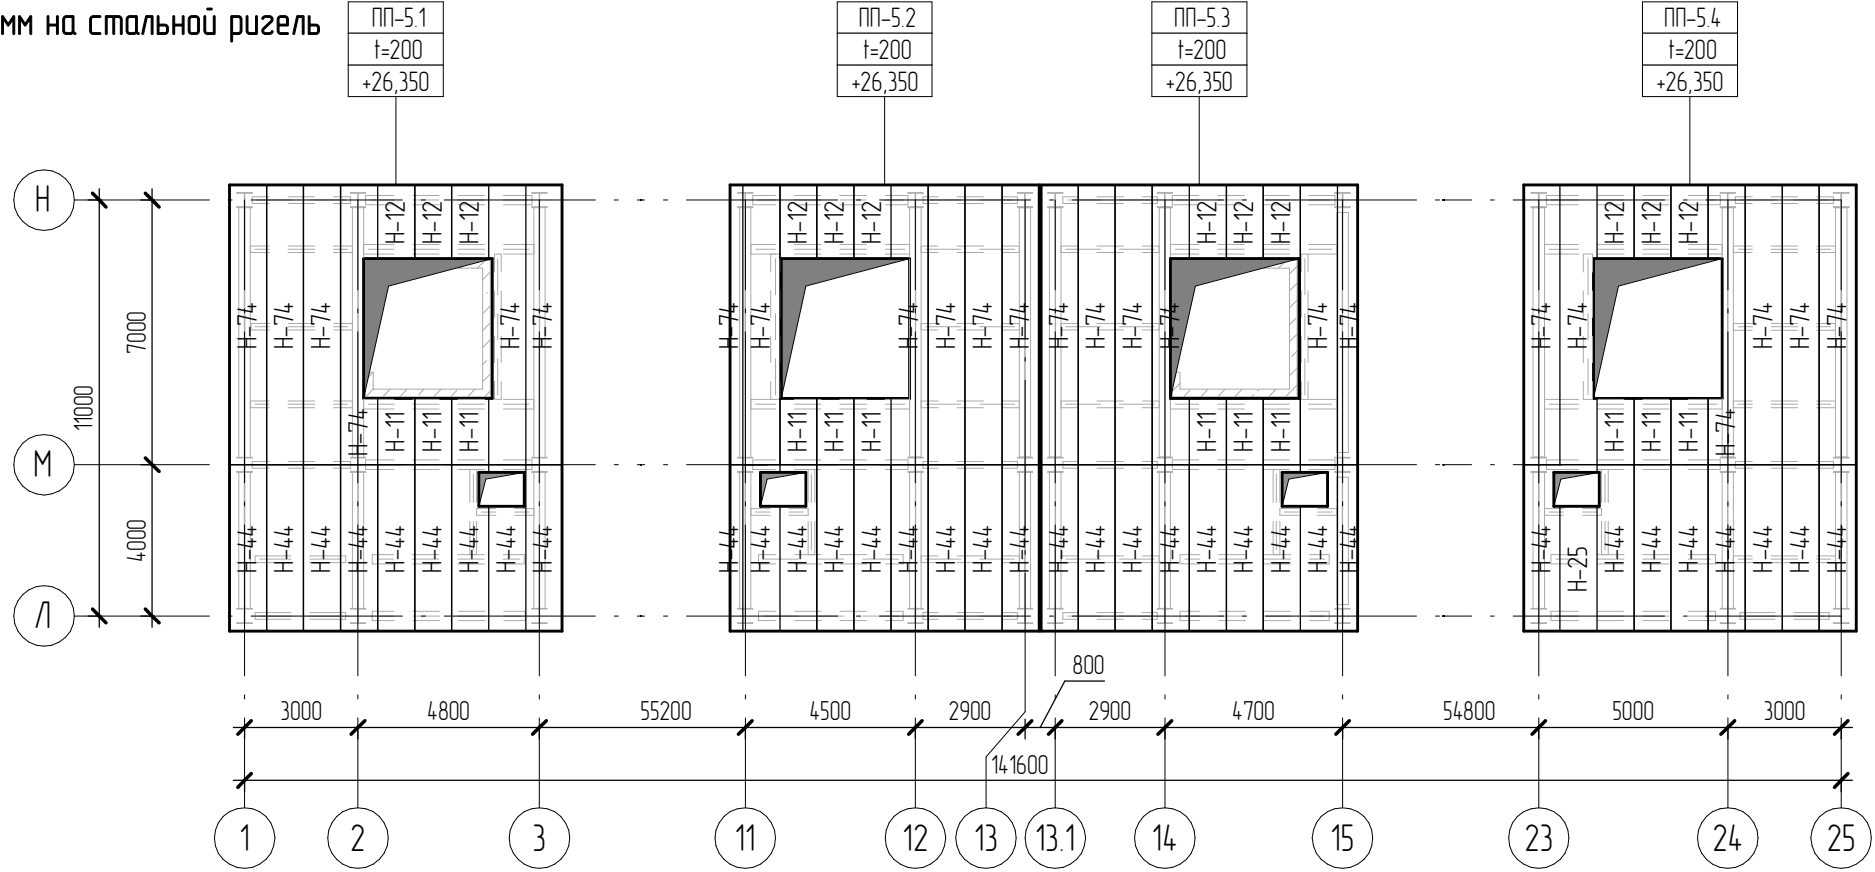 мм на стальной ригель
ПП-5.1 ПП-5.2 ПП-5.3 ПП-5.4
t=200 t=200 t=200 t=200
+26,350 +26,350 +26,350 +26,350
Н
Н-12 Н-12 Н-12 Н-12 Н-12 Н-12 Н-12 Н-12 Н-12 Н-12 Н-12 Н-12
7000
Н-74 Н-74 Н-74 Н-74 Н-74 Н-74 Н-74 Н-74 Н-74 Н-74 Н-74 Н-74 Н-74 Н-74 Н-74 Н-74 Н-74 Н-74 Н-74 Н-74 Н-74 Н-74
11000
Н-74 Н-11 Н-11 Н-11 Н-11 Н-11 Н-11 Н-11 Н-11 Н-11 Н-11 Н-11 Н-11 Н-74
М
4000
Н-44 Н-44 Н-44 Н-44 Н-44 Н-44 Н-44 Н-44 Н-44 Н-44 Н-44 Н-44 Н-44 Н-44 Н-44 Н-44 Н-44 Н-44 Н-44 Н-44 Н-44 Н-44 Н-44 Н-44 Н-44 Н-44 Н-44 Н-44 Н-44 Н-44 Н-44 Н-44 Н-44
Н-25
Л
800
3000 4800 55200 4500 2900 2900 4700 54800 5000 3000
141600
1 2 3 11 12 13 13.1 14 15 23 24 25